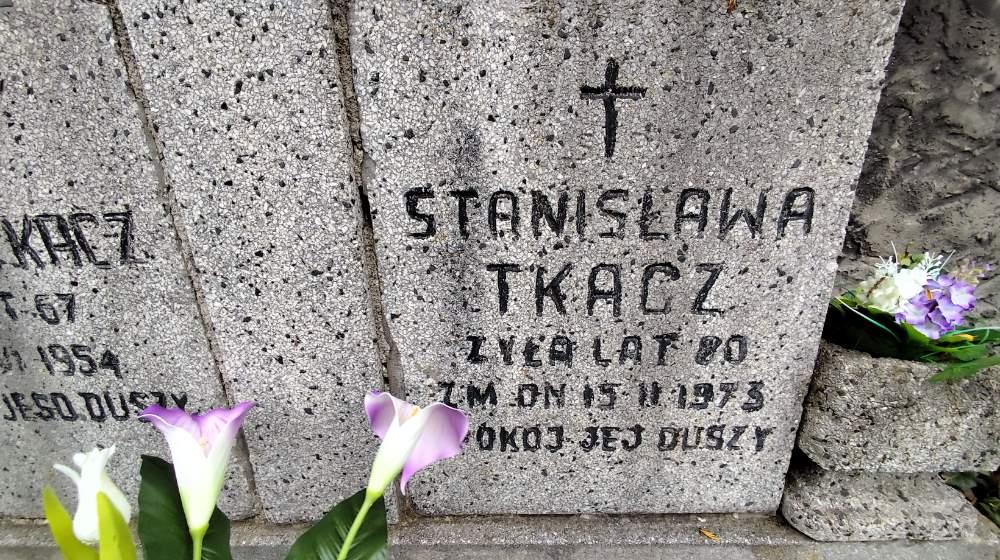 KACZ
T-67
1954
JEGO DUSZY
STANISŁAWA
TKACZ
ŻYŁA LAT 80
ZM DN 15 II 1973
POKÓJ JEJ DUSZY